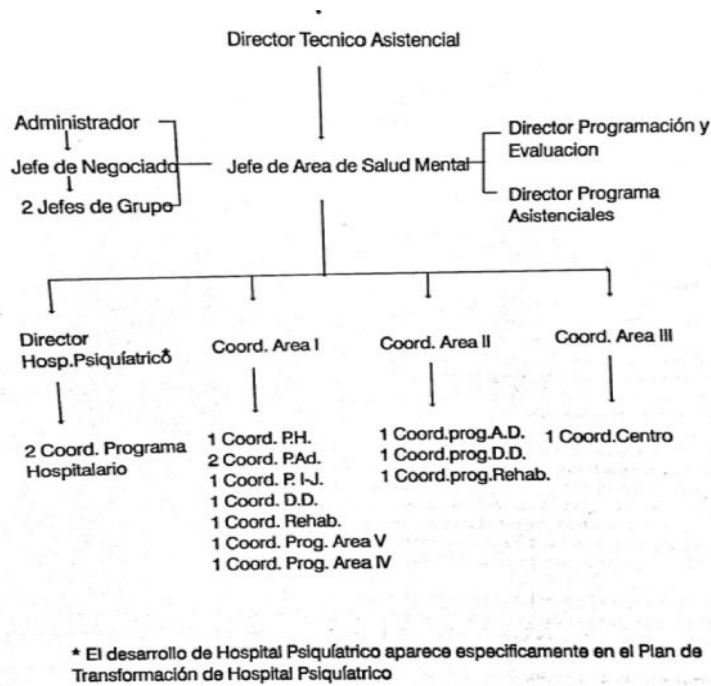 Director Tecnico Asistencial
Administrador
Jefe de Negociado
2 Jefes de Grupo
Jefe de Area de Salud Mental
Director Programación y
Evaluacion
Director Programa
Asistenciales
Director
Hosp.Psiquíatrico*
2 Coord. Programa
Hospitalario
Coord. Area I
1 Coord. P.H.
2 Coord. P.Ad.
1 Coord. P. I-J.
1 Coord. D.D.
1 Coord. Rehab.
1 Coord. Prog. Area V
1 Coord. Prog. Area IV
Coord. Area II
1 Coord.prog.A.D.
1 Coord.prog.D.D.
1 Coord.prog.Rehab.
Coord. Area III
1 Coord.Centro
* El desarrollo de Hospital Psiquíatrico aparece especificamente en el Plan de
Transformación de Hospital Psiquíatrico